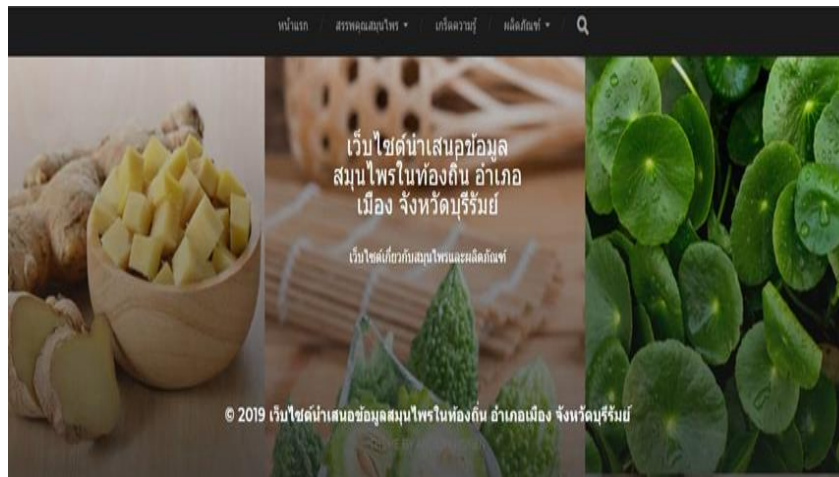 หน้าแรก / สรรพคุณสมุนไพร / เกร็ดความรู้ / ผลิตภัณฑ์ /
เว็บไซต์นำเสนอข้อมูล
สมุนไพรในท้องถิ่น อำเภอ
เมือง จังหวัดบุรีรัมย์
เว็บไซต์เกี่ยวกับสมุนไพรและผลิตภัณฑ์
© 2019 เว็บไซต์นำเสนอข้อมูลสมุนไพรในท้องถิ่น อำเภอเมือง จังหวัดบุรีรัมย์